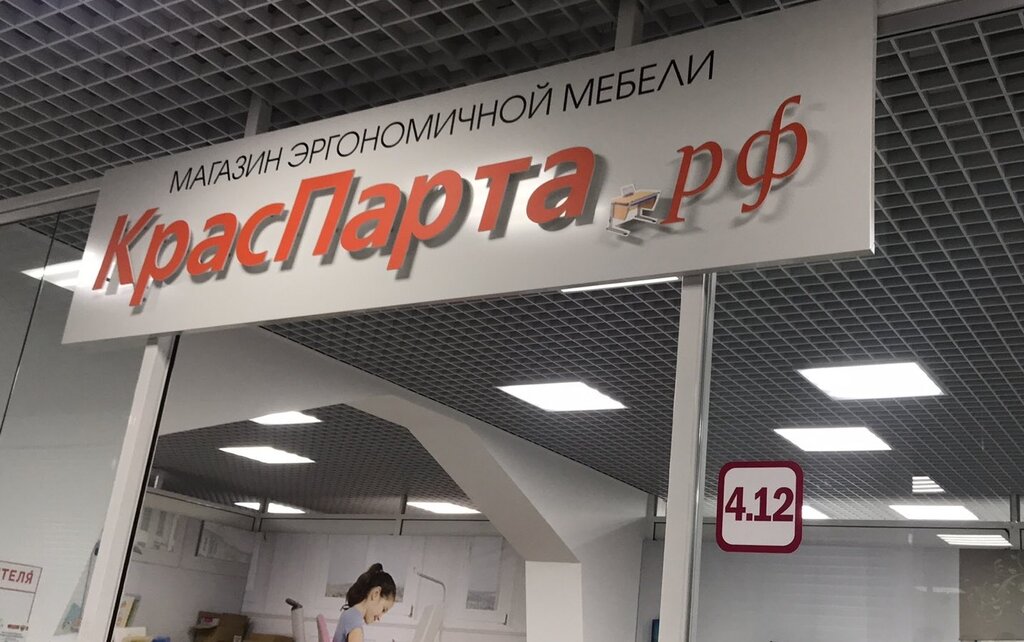 МАГАЗИН ЭРГОНОМИЧНОЙ МЕБЕЛИ
КрасПарта.рф
4.12
ТЕЛЯ